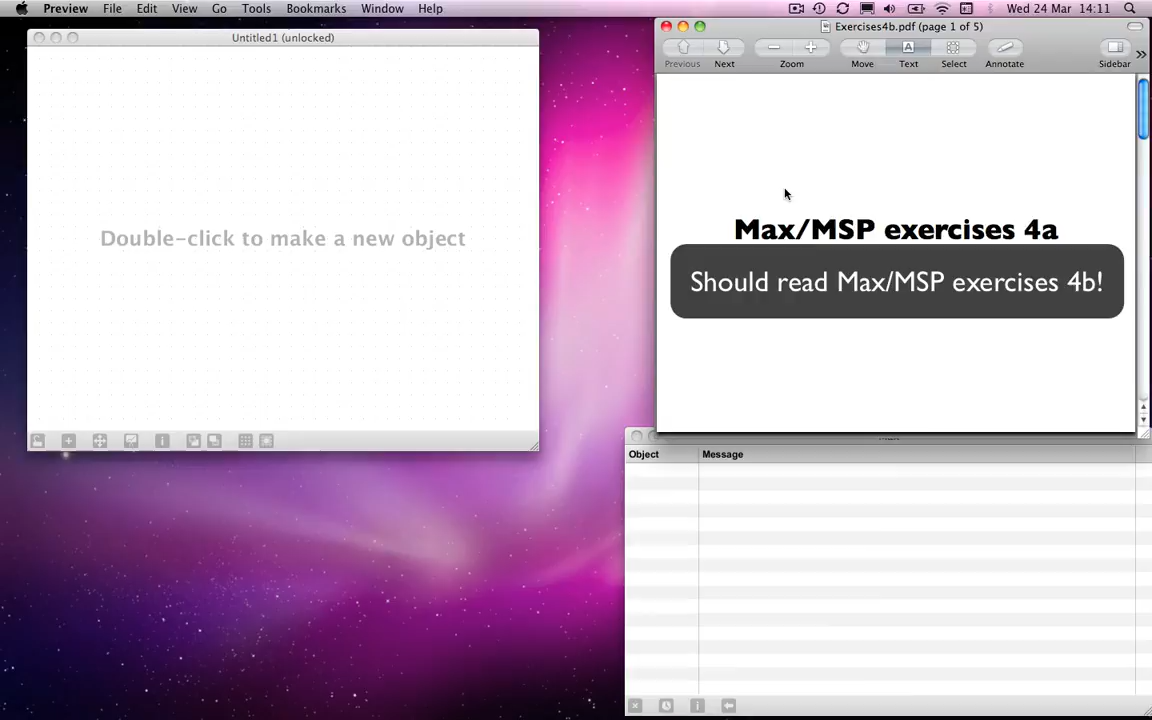 Preview File Edit View Go Tools Bookmarks Window Help
Wed 24 Mar 14:11
Untitled1 (unlocked)
Double-click to make a new object
Exercises4b.pdf (page 1 of 5)
Previous Next Zoom Move Text Select Annotate Sidebar
Max/MSP exercises 4a
Should read Max/MSP exercises 4b!
Object Message